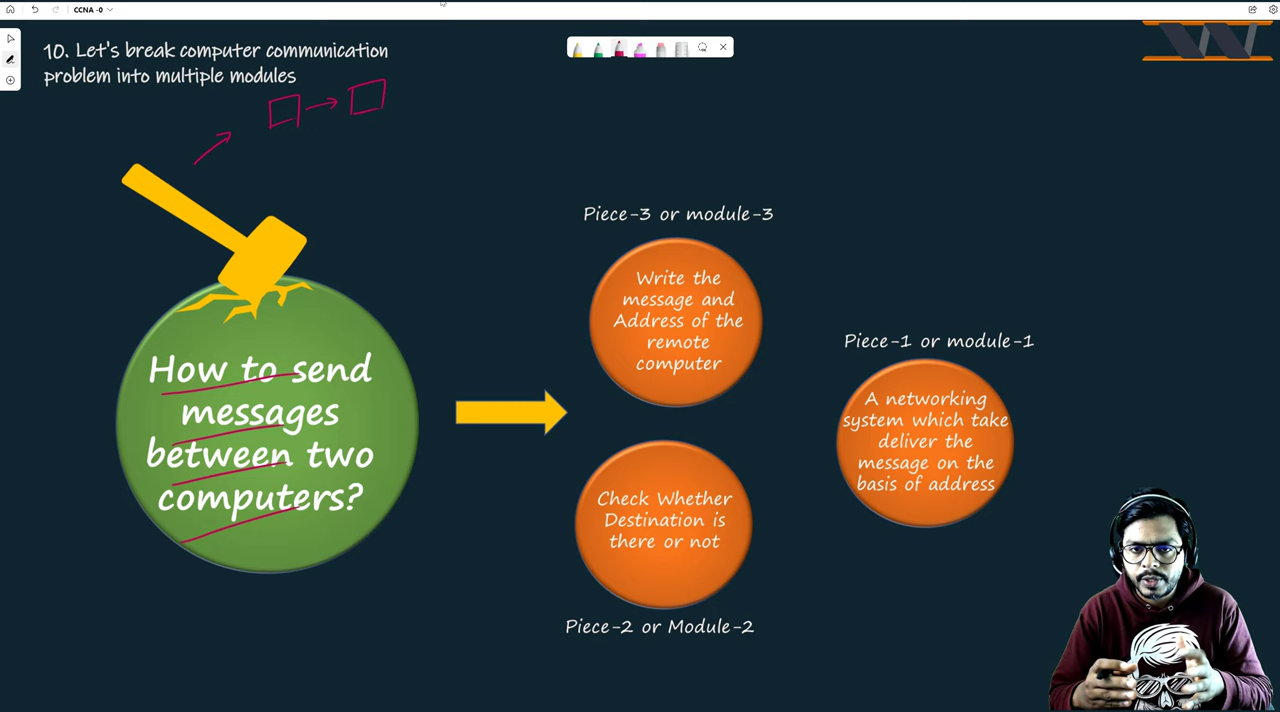 CCNA -0
10. Let's break computer communication
problem into multiple modules
How to send
messages
between two
computers?
Piece-3 or module-3
Write the
message and
Address of the
remote
computer
Check Whether
Destination is
there or not
Piece-2 or Module-2
Piece-1 or module-1
A networking
system which take
deliver the
message on the
basis of address